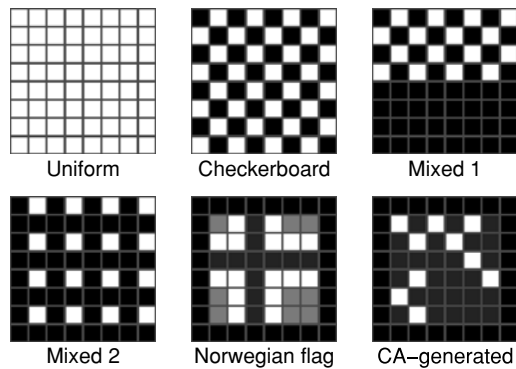 Uniform
Checkerboard
Mixed 1
Mixed 2
Norwegian flag
CA−generated